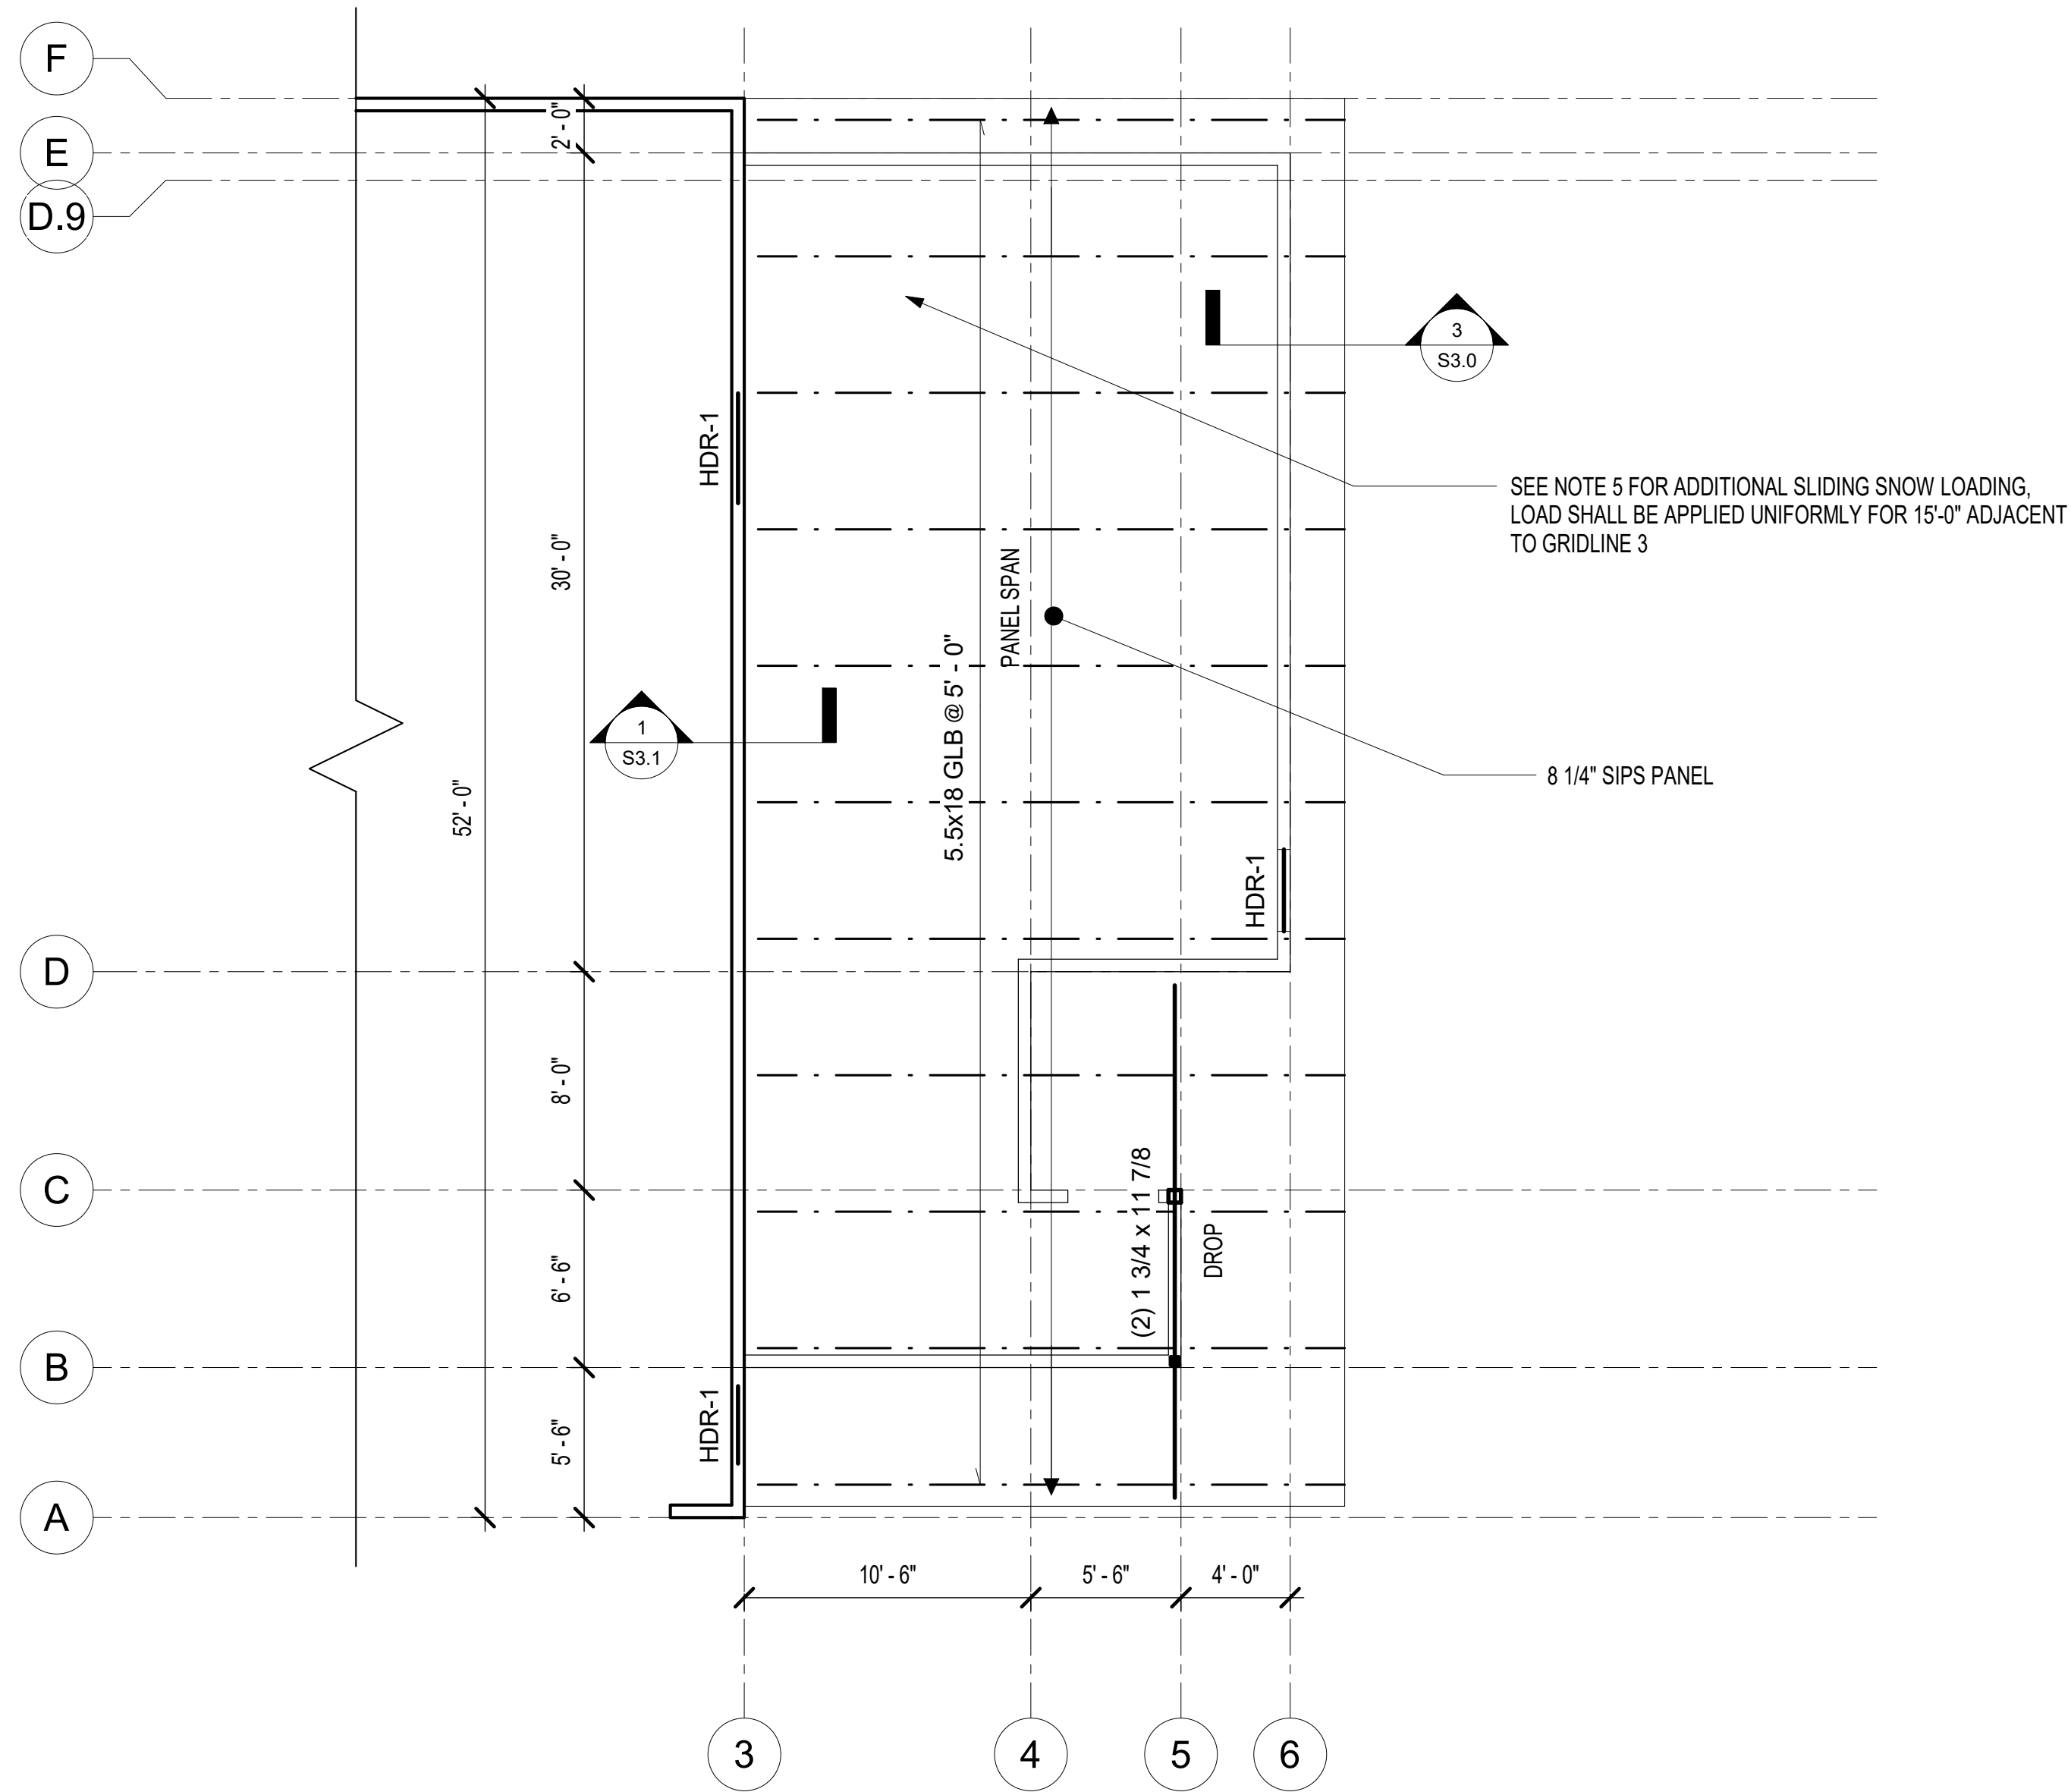 F
E
D.9
D
C
B
A
2' - 0"
30' - 0"
52' - 0"
8' - 0"
6' - 6"
5' - 6"
HDR-1
HDR-1
HDR-1
1
S3.1
3
S3.0
5.5x18 GLB @ 5' - 0"
PANEL SPAN
SEE NOTE 5 FOR ADDITIONAL SLIDING SNOW LOADING,
LOAD SHALL BE APPLIED UNIFORMLY FOR 15'-0" ADJACENT
TO GRIDLINE 3
8 1/4" SIPS PANEL
(2) 1 3/4 x 11 7/8
DROP
10' - 6"
5' - 6"
4' - 0"
3
4
5
6